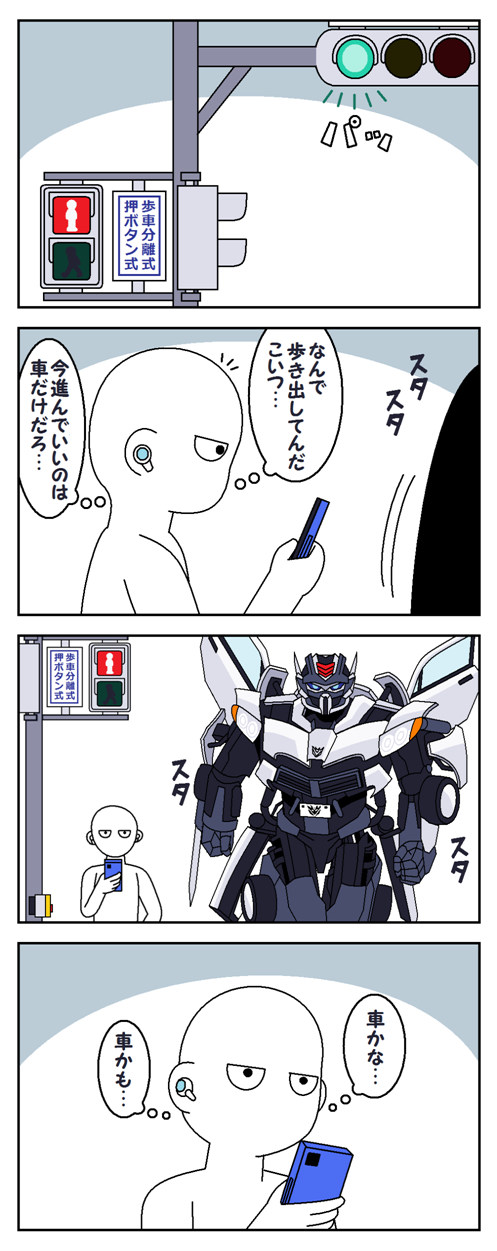 パッ
歩車分離式
押ボタン式
なんで
歩き出してんだ
こいつ…
今進んでいいのは
車だけだろ…
スタ
スタ
歩車分離式
押ボタン式
スタ
スタ
車かな…
車かも…